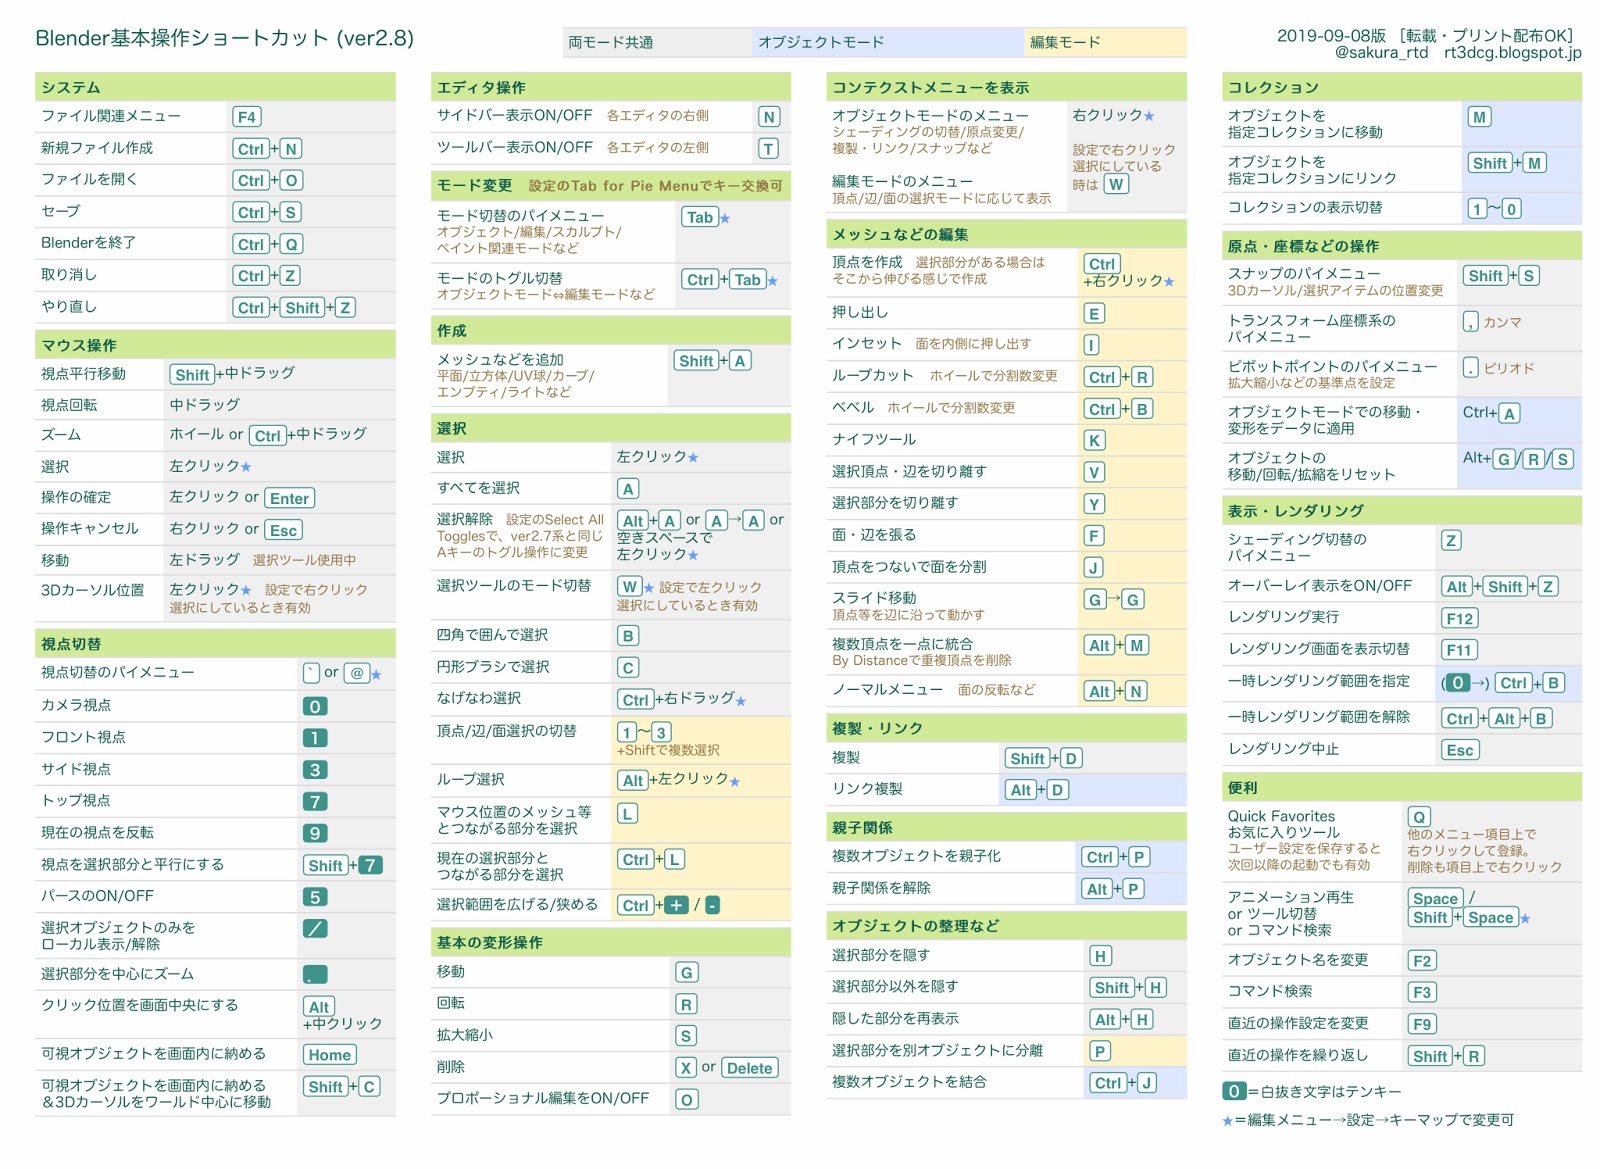 Blender基本操作ショートカット (ver2.8)
両モード共通
オブジェクトモード
編集モード
2019-09-08版 ［転載・プリント配布OK］
@sakura_rtd rt3dcg.blogspot.jp
システム
ファイル関連メニュー F4
新規ファイル作成 Ctrl+N
ファイルを開く Ctrl+O
セーブ Ctrl+S
Blenderを終了 Ctrl+Q
取り消し Ctrl+Z
やり直し Ctrl+Shift+Z
マウス操作
視点平行移動 Shift+中ドラッグ
視点回転 中ドラッグ
ズーム ホイール or Ctrl+中ドラッグ
選択 左クリック★
操作の確定 左クリック or Enter
操作キャンセル 右クリック or Esc
移動 左ドラッグ 選択ツール使用中
3Dカーソル位置 左クリック★ 設定で右クリック
選択にしているとき有効
視点切替
視点切替のパイメニュー ` or @★
カメラ視点 0
フロント視点 1
サイド視点 3
トップ視点 7
現在の視点を反転 9
視点を選択部分と平行にする Shift+7
パースのON/OFF 5
選択オブジェクトのみを /
ローカル表示/解除
選択部分を中心にズーム .
クリック位置を画面中央にする Alt
+中クリック
可視オブジェクトを画面内に納める Home
可視オブジェクトを画面内に納める Shift+C
＆3Dカーソルをワールド中心に移動
エディタ操作
サイドバー表示ON/OFF 各エディタの右側 N
ツールバー表示ON/OFF 各エディタの左側 T
モード変更 設定のTab for Pie Menuでキー交換可
モード切替のパイメニュー Tab★
オブジェクト/編集/スカルプト/
ペイント関連モードなど
モードのトグル切替 Ctrl+Tab★
オブジェクトモード⇔編集モードなど
作成
メッシュなどを追加 Shift+A
平面/立方体/UV球/カーブ/
エンプティ/ライトなど
選択
選択 左クリック★
すべてを選択 A
選択解除 設定のSelect All Alt+A or A→A or
Togglesで、ver2.7系と同じ 空きスペースで
Aキーのトグル操作に変更 左クリック★
選択ツールのモード切替 W★ 設定で左クリック
選択にしているとき有効
四角で囲んで選択 B
円形ブラシで選択 C
なげなわ選択 Ctrl+右ドラッグ★
頂点/辺/面選択の切替 1〜3
+Shiftで複数選択
ループ選択 Alt+左クリック★
マウス位置のメッシュ等 L
とつながる部分を選択
現在の選択部分と Ctrl+L
つながる部分を選択
選択範囲を広げる/狭める Ctrl++ / -
基本の変形操作
移動 G
回転 R
拡大縮小 S
削除 X or Delete
プロポーショナル編集をON/OFF O
コンテクストメニューを表示
オブジェクトモードのメニュー 右クリック★
シェーディングの切替/原点変更/
複製・リンク/スナップなど 設定で右クリック
選択にしている
編集モードのメニュー 時は W
頂点/辺/面の選択モードに応じて表示
メッシュなどの編集
頂点を作成 選択部分がある場合は Ctrl
そこから伸びる感じで作成 +右クリック★
押し出し E
インセット 面を内側に押し出す I
ループカット ホイールで分割数変更 Ctrl+R
ベベル ホイールで分割数変更 Ctrl+B
ナイフツール K
選択頂点・辺を切り離す V
選択部分を切り離す Y
面・辺を張る F
頂点をつないで面を分割 J
スライド移動 G→G
頂点等を辺に沿って動かす
複数頂点を一点に統合 Alt+M
By Distanceで重複頂点を削除
ノーマルメニュー 面の反転など Alt+N
複製・リンク
複製 Shift+D
リンク複製 Alt+D
親子関係
複数オブジェクトを親子化 Ctrl+P
親子関係を解除 Alt+P
オブジェクトの整理など
選択部分を隠す H
選択部分以外を隠す Shift+H
隠した部分を再表示 Alt+H
選択部分を別オブジェクトに分離 P
複数オブジェクトを結合 Ctrl+J
コレクション
オブジェクトを M
指定コレクションに移動
オブジェクトを Shift+M
指定コレクションにリンク
コレクションの表示切替 1〜0
原点・座標などの操作
スナップのパイメニュー Shift+S
3Dカーソル/選択アイテムの位置変更
トランスフォーム座標系の , カンマ
パイメニュー
ピボットポイントのパイメニュー . ピリオド
拡大縮小などの基準点を設定
オブジェクトモードでの移動・ Ctrl+A
変形をデータに適用
オブジェクトの Alt+G/R/S
移動/回転/拡縮をリセット
表示・レンダリング
シェーディング切替の Z
パイメニュー
オーバーレイ表示をON/OFF Alt+Shift+Z
レンダリング実行 F12
レンダリング画面を表示切替 F11
一時レンダリング範囲を指定 (0→) Ctrl+B
一時レンダリング範囲を解除 Ctrl+Alt+B
レンダリング中止 Esc
便利
Quick Favorites Q
お気に入りツール 他のメニュー項目上で
ユーザー設定を保存すると 右クリックして登録。
次回以降の起動でも有効 削除も項目上で右クリック
アニメーション再生 Space /
or ツール切替 Shift+Space★
or コマンド検索
オブジェクト名を変更 F2
コマンド検索 F3
直近の操作設定を変更 F9
直近の操作を繰り返し Shift+R
0=白抜き文字はテンキー
★=編集メニュー→設定→キーマップで変更可